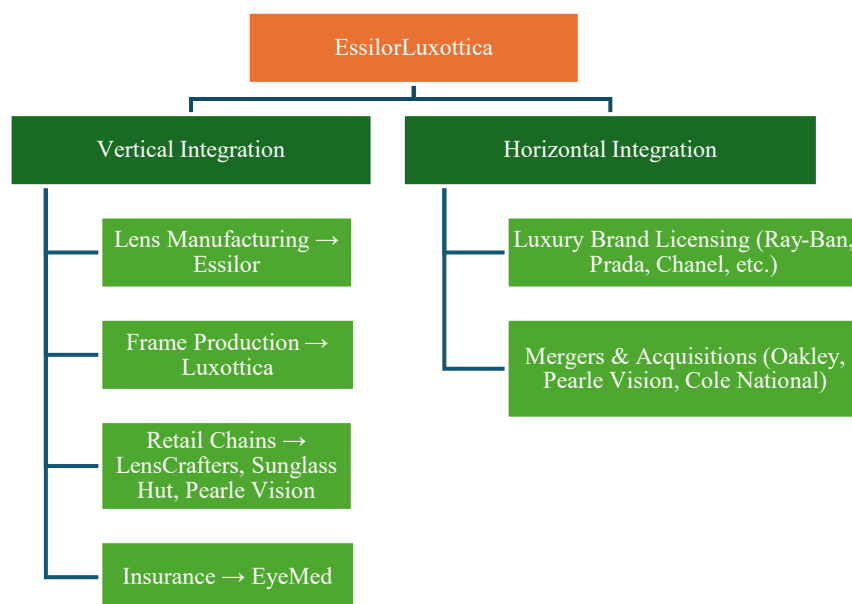 EssilorLuxottica
Vertical Integration
Lens Manufacturing →
Essilor
Frame Production →
Luxottica
Retail Chains →
LensCrafters, Sunglass
Hut, Pearle Vision
Insurance → EyeMed
Horizontal Integration
Luxury Brand Licensing (Ray-Ban,
Prada, Chanel, etc.)
Mergers & Acquisitions (Oakley,
Pearle Vision, Cole National)